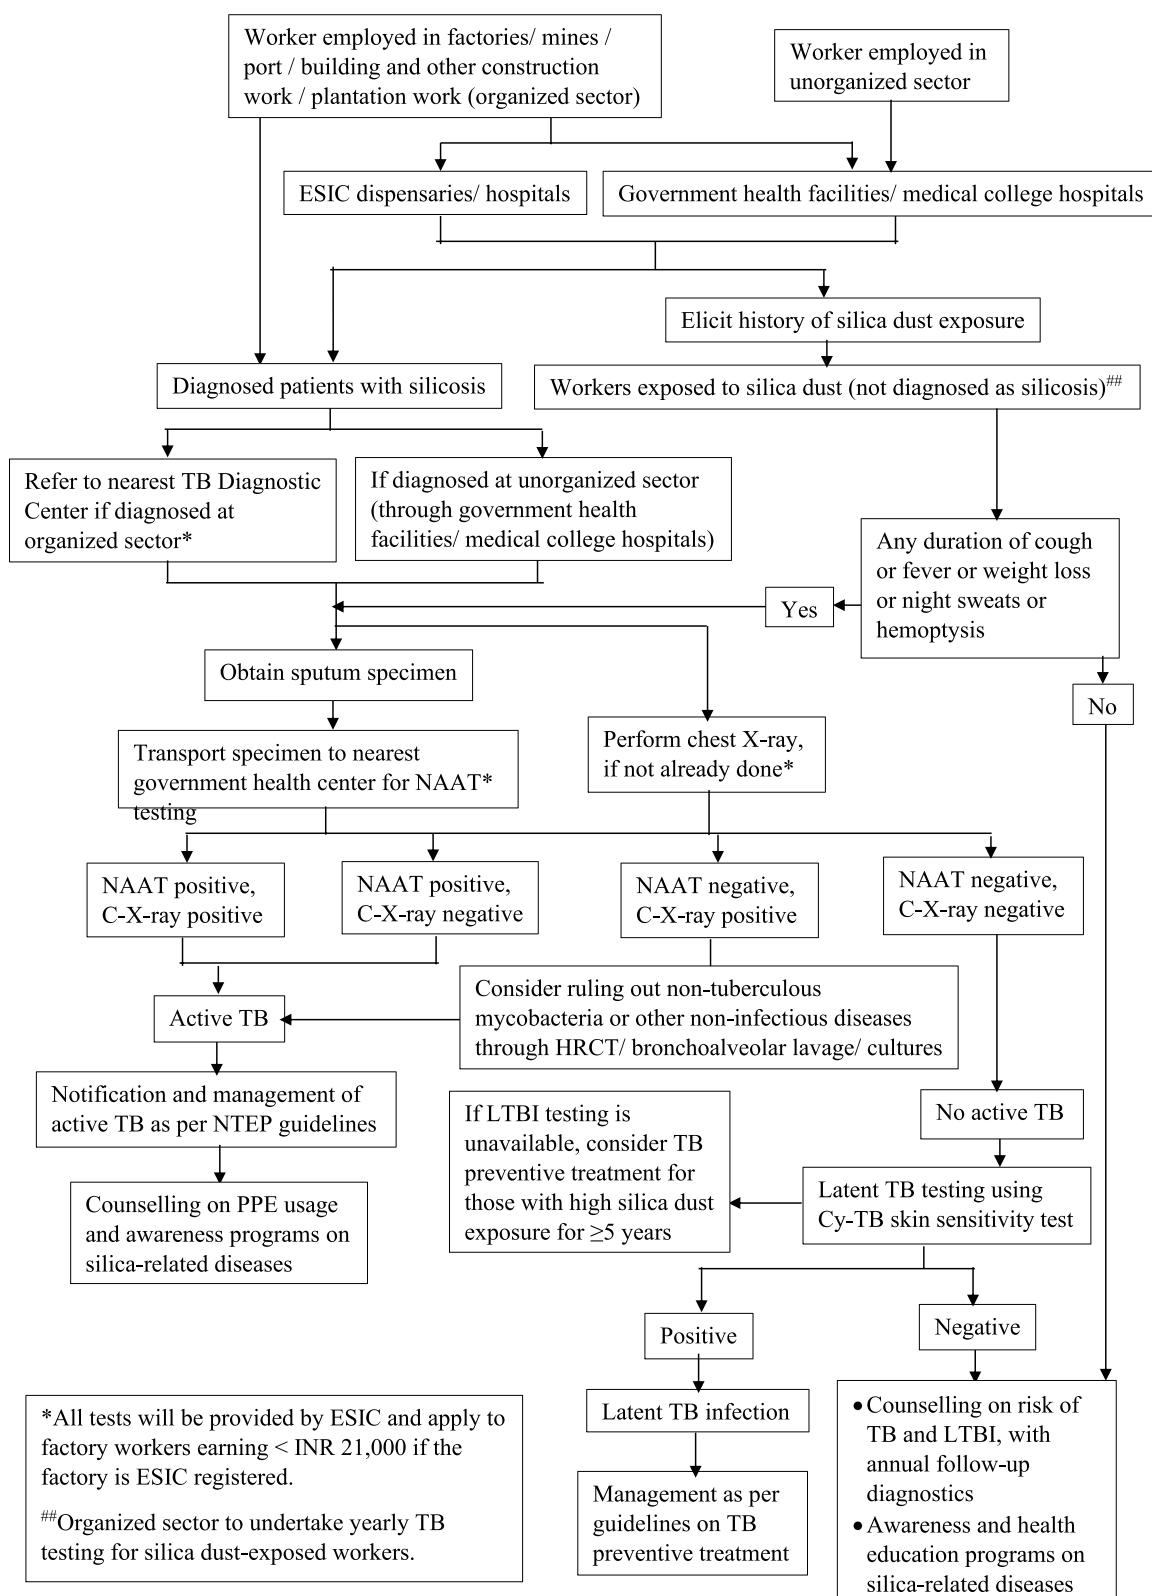 Worker employed in factories/ mines /
port / building and other construction
work / plantation work (organized sector)
Worker employed in
unorganized sector
ESIC dispensaries/ hospitals
Government health facilities/ medical college hospitals
Elicit history of silica dust exposure
Diagnosed patients with silicosis
Workers exposed to silica dust (not diagnosed as silicosis)##
Refer to nearest TB Diagnostic
Center if diagnosed at
organized sector*
If diagnosed at unorganized sector
(through government health
facilities/ medical college hospitals)
Any duration of cough
or fever or weight loss
or night sweats or
hemoptysis
Yes
No
Obtain sputum specimen
Transport specimen to nearest
government health center for NAAT*
testing
Perform chest X-ray,
if not already done*
NAAT positive,
C-X-ray positive
NAAT positive,
C-X-ray negative
NAAT negative,
C-X-ray positive
NAAT negative,
C-X-ray negative
Active TB
Consider ruling out non-tuberculous
mycobacteria or other non-infectious diseases
through HRCT/ bronchoalveolar lavage/ cultures
Notification and management of
active TB as per NTEP guidelines
No active TB
If LTBI testing is
unavailable, consider TB
preventive treatment for
those with high silica dust
exposure for ≥5 years
Latent TB testing using
Cy-TB skin sensitivity test
Counselling on PPE usage
and awareness programs on
silica-related diseases
Positive
Negative
Latent TB infection
Management as per
guidelines on TB
preventive treatment
• Counselling on risk of
TB and LTBI, with
annual follow-up
diagnostics
• Awareness and health
education programs on
silica-related diseases
*All tests will be provided by ESIC and apply to
factory workers earning < INR 21,000 if the
factory is ESIC registered.
##Organized sector to undertake yearly TB
testing for silica dust-exposed workers.